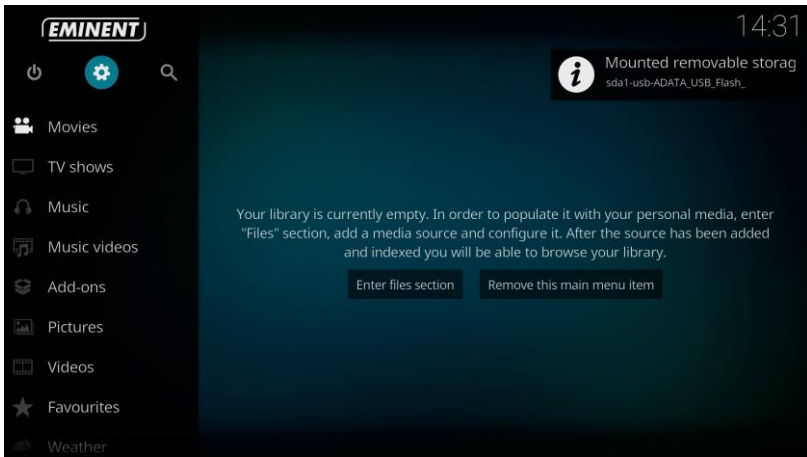 EMINENT
14:31
Mounted removable storag
sda1-usb-ADATA_USB_Flash_
Movies
TV shows
Music
Music videos
Add-ons
Pictures
Videos
Favourites
Weather
Your library is currently empty. In order to populate it with your personal media, enter
"Files" section, add a media source and configure it. After the source has been added
and indexed you will be able to browse your library.
Enter files section
Remove this main menu item